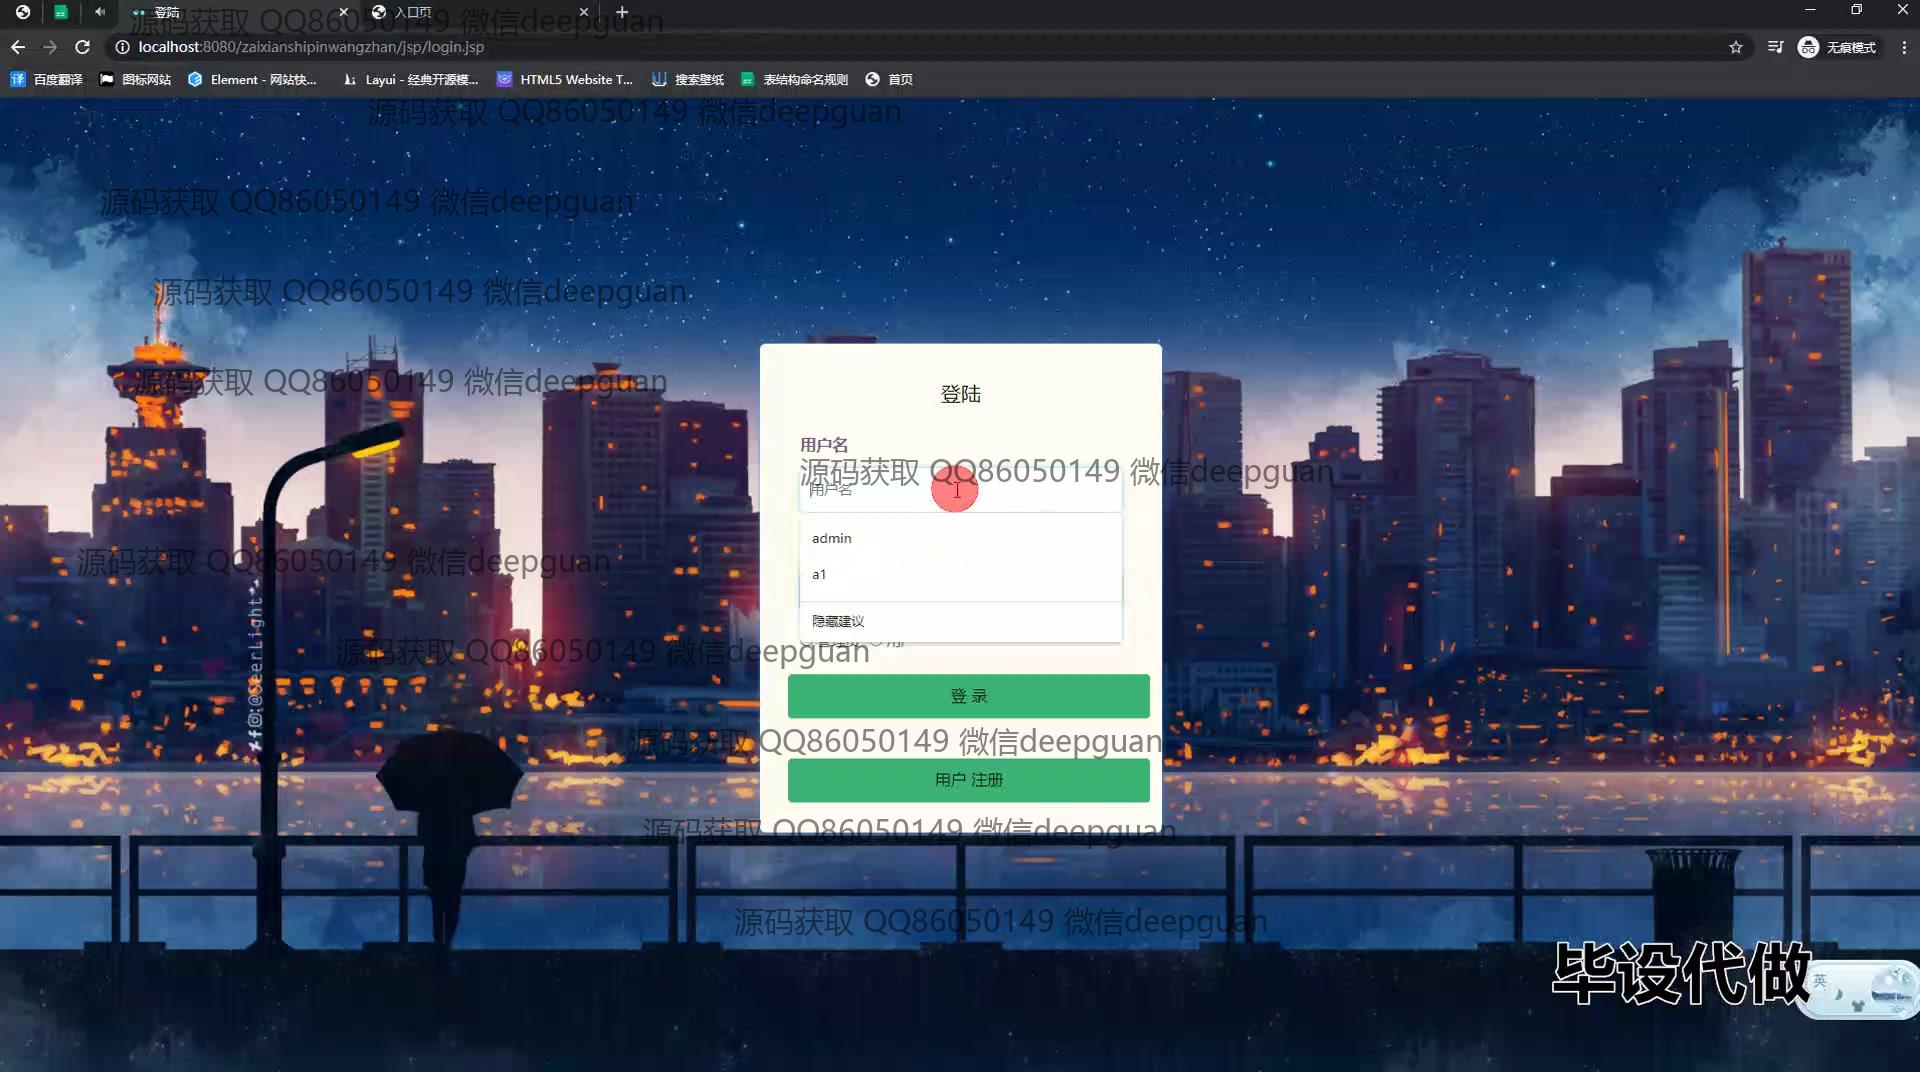 登陆
入口页
源码获取 QQ86050149 微信deepguan
localhost:8080/zaixianshipinwangzhan/jsp/login.jsp
无痕模式
译 百度翻译
图标网站
Element - 网站快...
Layui - 经典开源模...
HTML5 Website T...
搜索壁纸
表结构命名规则
首页
源码获取 QQ86050149 微信deepguan
源码获取 QQ86050149 微信deepguan
源码获取 QQ86050149 微信deepguan
源码获取 QQ86050149 微信deepguan
登陆
用户名
源码获取 QQ86050149 微信deepguan
用户名
admin
a1
源码获取 QQ86050149 微信deepguan
隐藏建议
源码获取 QQ86050149 微信deepguan
登 录
源码获取 QQ86050149 微信deepguan
用户 注册
源码获取 QQ86050149 微信deepguan
源码获取 QQ86050149 微信deepguan
@SeerLight
毕设代做
英